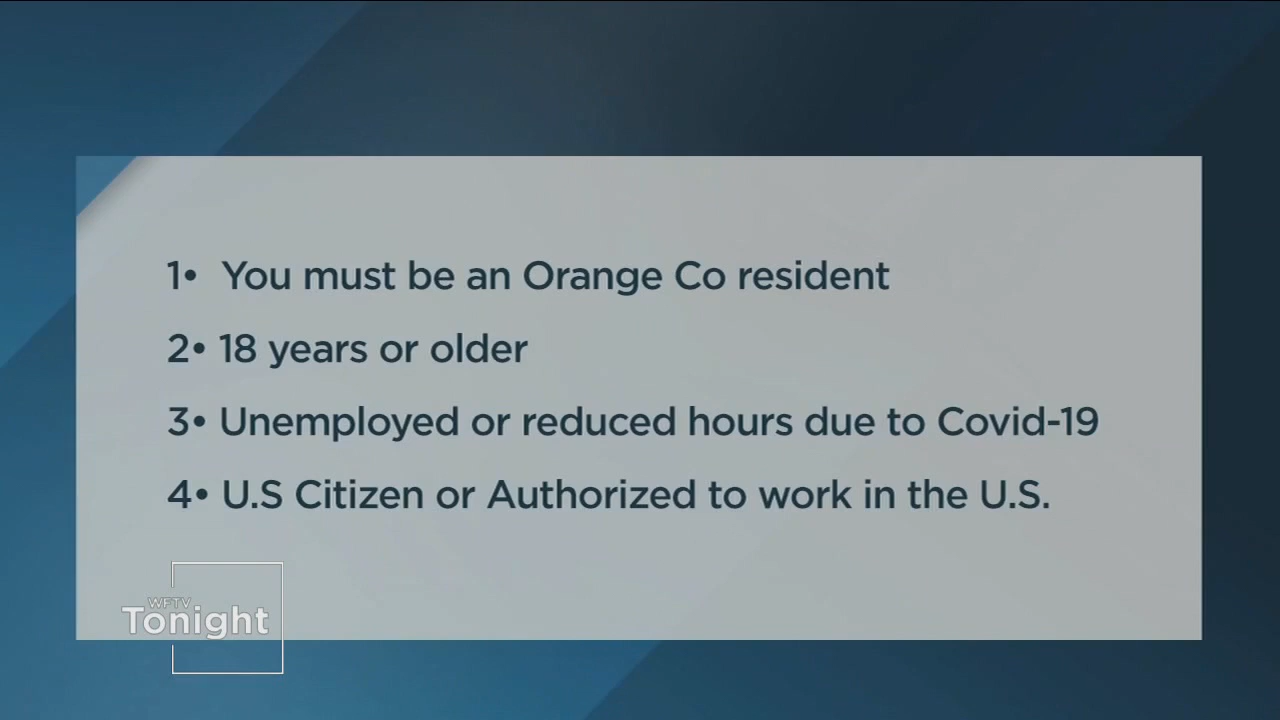 1• You must be an Orange Co resident
2• 18 years or older
3• Unemployed or reduced hours due to Covid-19
4• U.S Citizen or Authorized to work in the U.S.
WFTV
Tonight